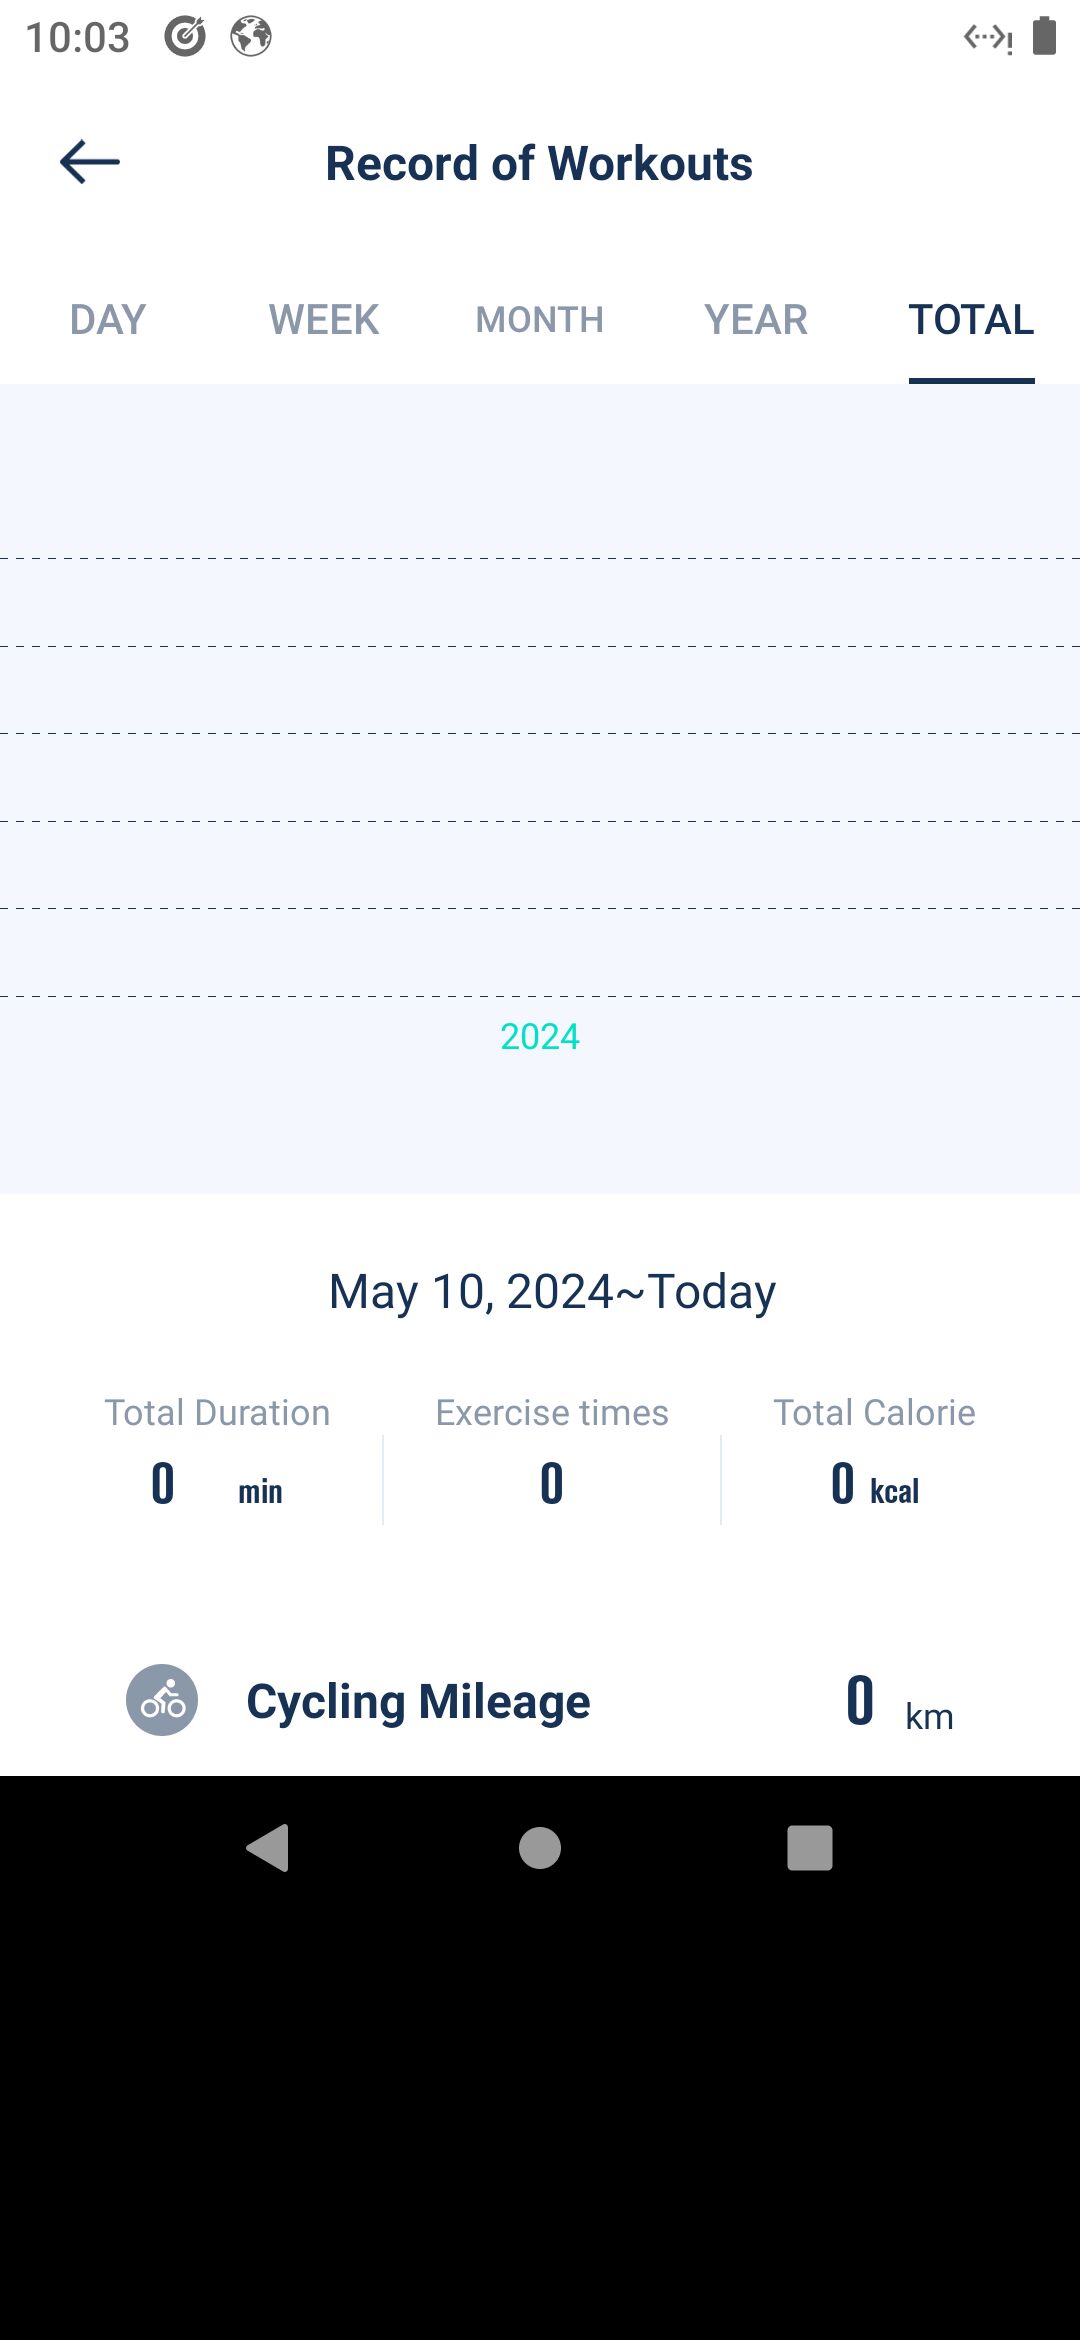 10:03
Record of Workouts
DAY WEEK MONTH YEAR TOTAL
2024
May 10, 2024~Today
Total Duration Exercise times Total Calorie
0 min 0 0 kcal
Cycling Mileage 0 km